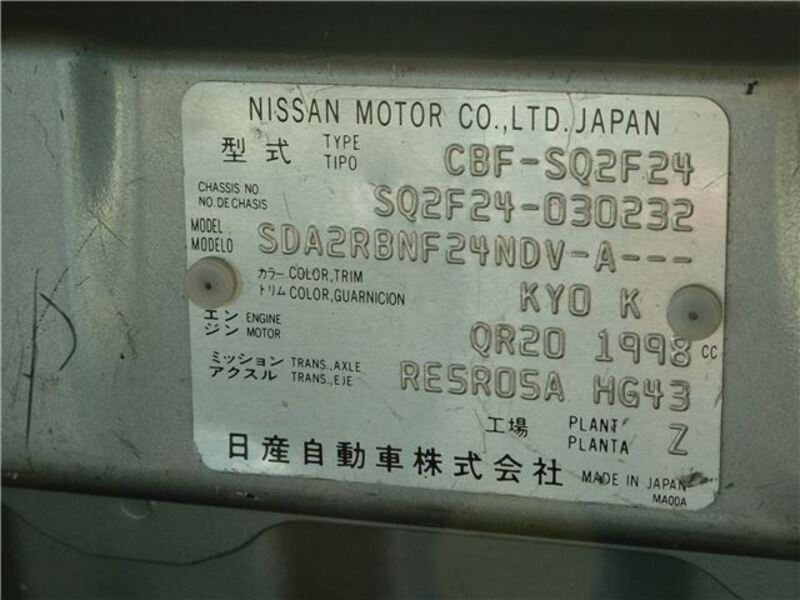 NISSAN MOTOR CO.,LTD. JAPAN
型式 TYPE TIPO CBF-SQ2F24
CHASSIS NO. NO. DE CHASIS SQ2F24-030232
MODEL MODELO SDA2RBNF24NDV-A---
カラー COLOR,TRIM
トリム COLOR,GUARNICION KY0 K
エンジン ENGINE MOTOR QR20 1998 CC
ミッション TRANS.,AXLE
アクスル TRANS.,EJE RE5R05A HG43
工場 PLANT PLANTA Z
日産自動車株式会社 MADE IN JAPAN
MA00A